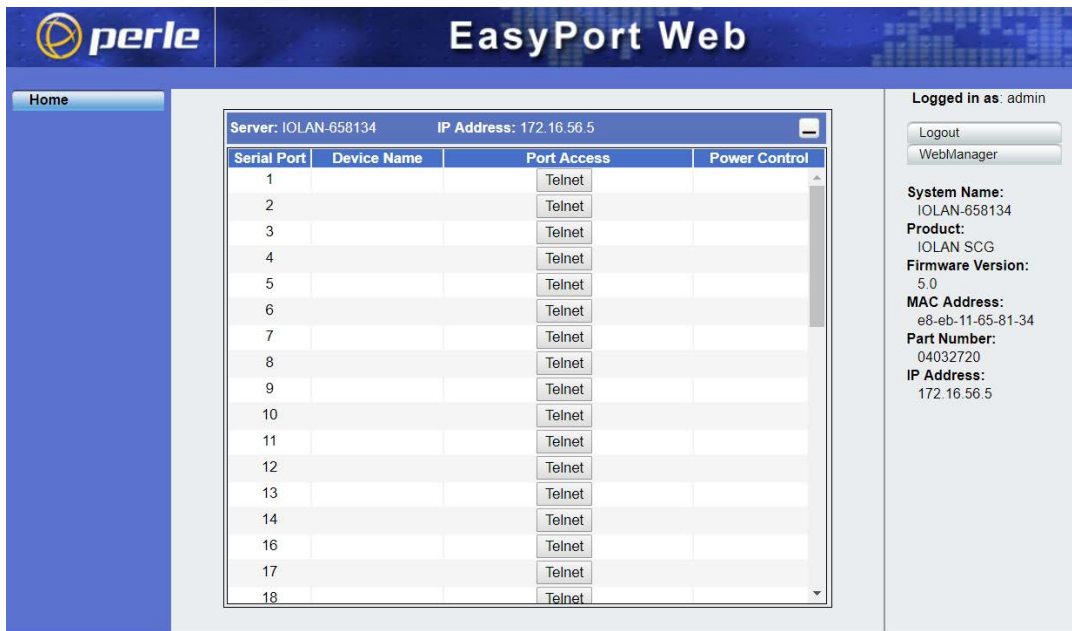 perle
EasyPort Web
Home
Server: IOLAN-658134 IP Address: 172.16.56.5
Serial Port Device Name Port Access Power Control
1 Telnet
2 Telnet
3 Telnet
4 Telnet
5 Telnet
6 Telnet
7 Telnet
8 Telnet
9 Telnet
10 Telnet
11 Telnet
12 Telnet
13 Telnet
14 Telnet
16 Telnet
17 Telnet
18 Telnet
Logged in as: admin
Logout
WebManager
System Name:
IOLAN-658134
Product:
IOLAN SCG
Firmware Version:
5.0
MAC Address:
e8-eb-11-65-81-34
Part Number:
04032720
IP Address:
172.16.56.5